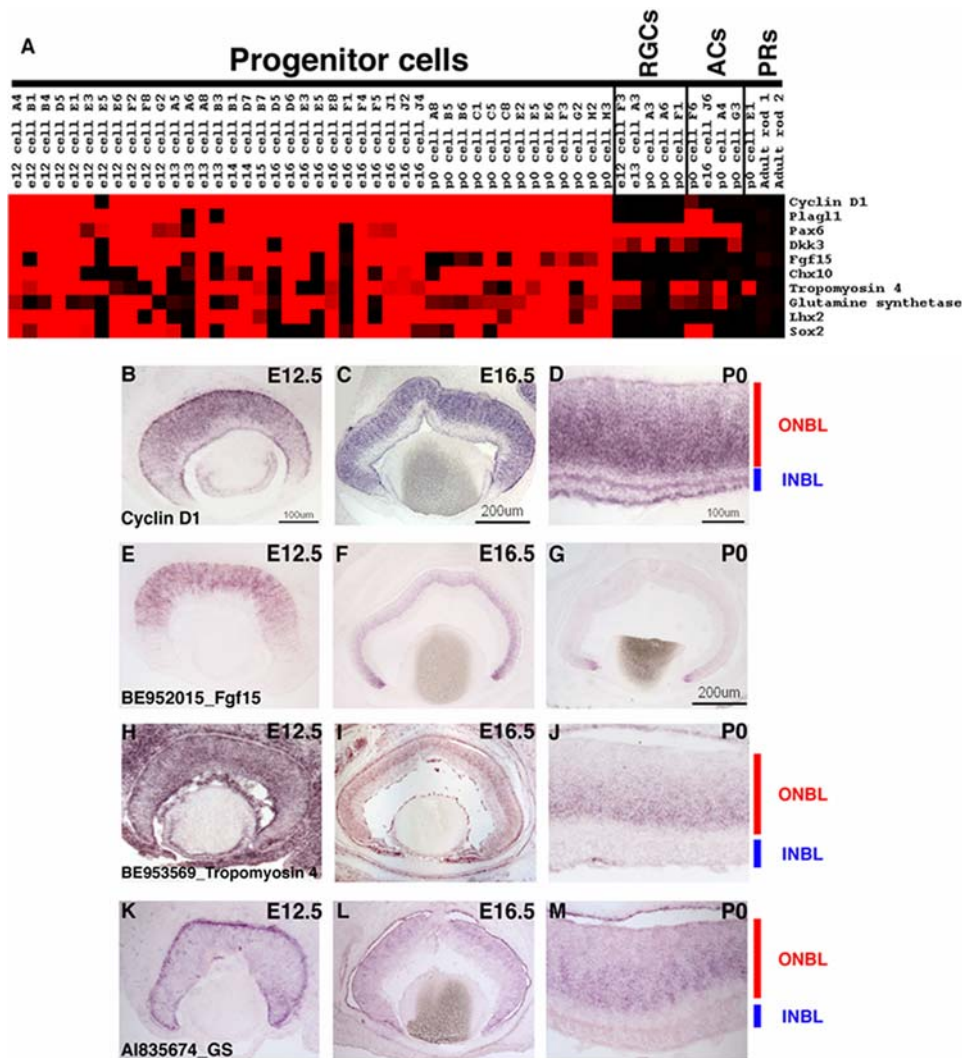 A
Progenitor cells
RGCs
ACs
PRs
e12 cell A4
e12 cell B1
e12 cell B4
e12 cell D5
e12 cell E1
e12 cell E3
e12 cell E5
e12 cell E6
e12 cell F2
e12 cell F8
e12 cell G2
e13 cell A5
e13 cell A6
e13 cell A8
e13 cell B3
e14 cell B1
e14 cell D7
e15 cell B7
e16 cell D5
e16 cell D6
e16 cell E3
e16 cell E5
e16 cell E8
e16 cell F1
e16 cell F4
e16 cell F5
e16 cell J1
e16 cell J2
e16 cell J4
p0 cell A8
p0 cell B5
p0 cell B6
p0 cell C1
p0 cell C5
p0 cell C8
p0 cell E2
p0 cell E5
p0 cell E6
p0 cell F3
p0 cell G2
p0 cell H2
p0 cell H3
e12 cell F3
e13 cell A3
p0 cell A3
p0 cell A6
p0 cell F1
p0 cell F6
e16 cell J6
p0 cell A4
p0 cell G3
p0 cell E1
Adult rod 1
Adult rod 2
Cyclin D1
Plagl1
Pax6
Dkk3
Fgf15
Chx10
Tropomyosin 4
Glutamine synthetase
Lhx2
Sox2
B E12.5
Cyclin D1 100um
C E16.5
200um
D P0
100um
ONBL
INBL
E E12.5
BE952015_Fgf15
F E16.5
G P0
200um
H E12.5
BE953569_Tropomyosin 4
I E16.5
J P0
ONBL
INBL
K E12.5
AI835674_GS
L E16.5
M P0
ONBL
INBL